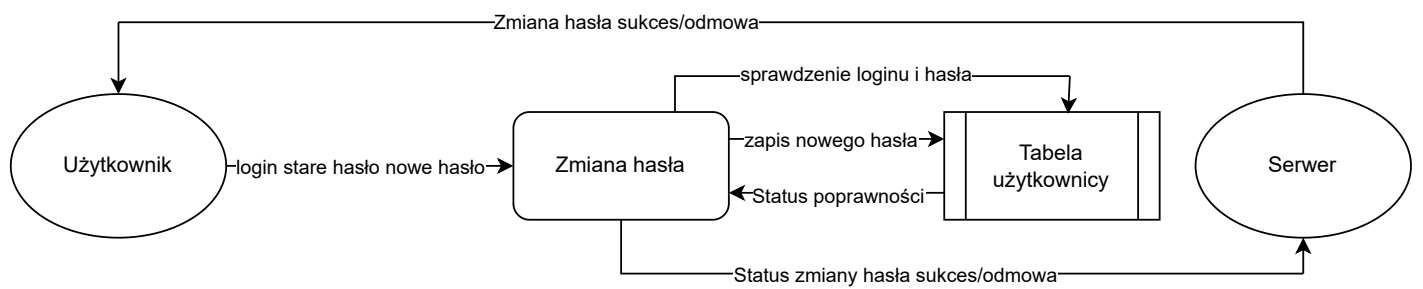 Zmiana hasła sukces/odmowa
sprawdzenie loginu i hasła
Użytkownik
login stare hasło nowe hasło
Zmiana hasła
zapis nowego hasła
Status poprawności
Tabela
użytkownicy
Serwer
Status zmiany hasła sukces/odmowa